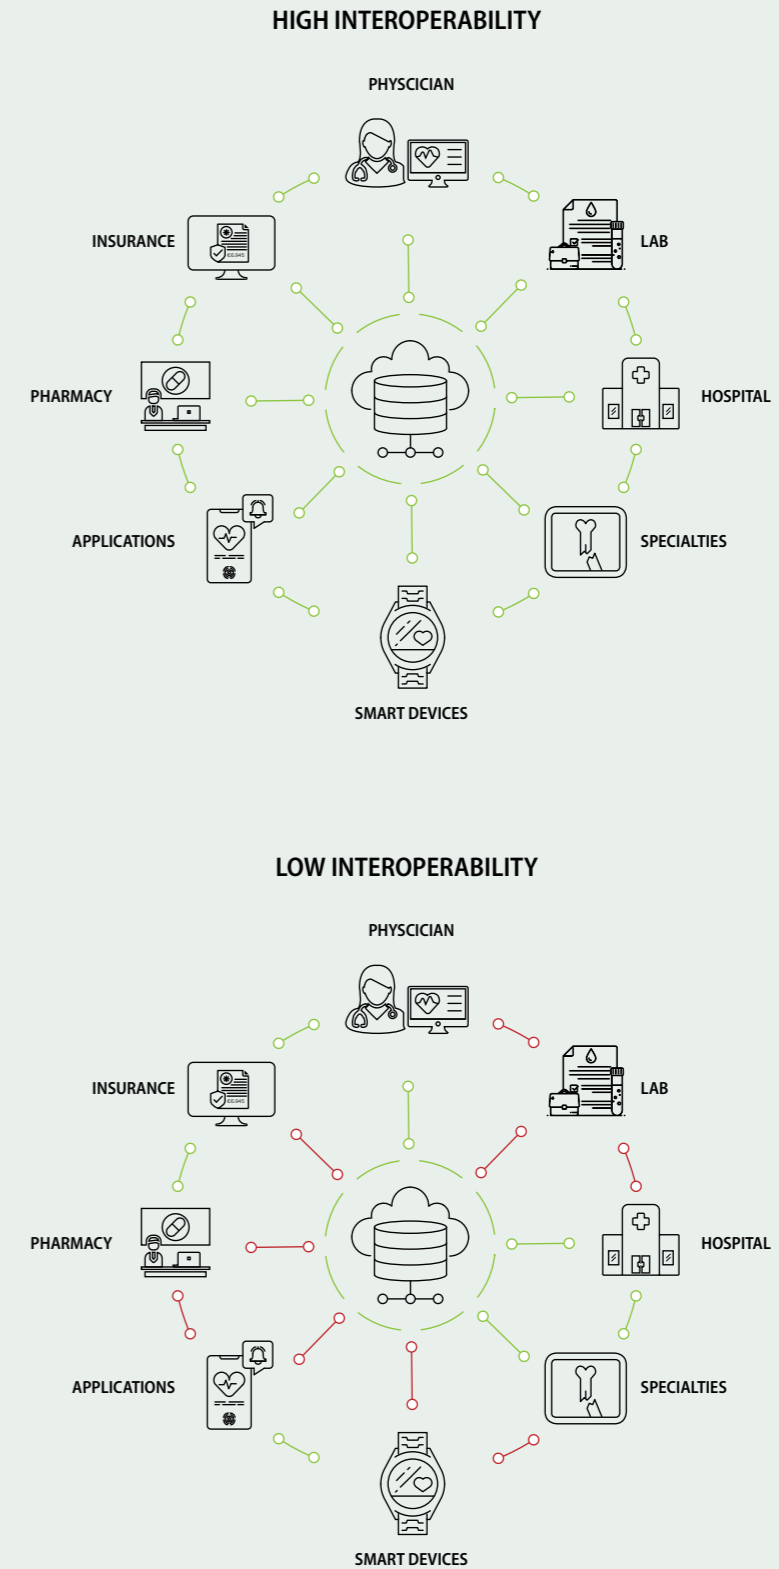 HIGH INTEROPERABILITY
PHYSCICIAN
INSURANCE
LAB
PHARMACY
HOSPITAL
APPLICATIONS
SPECIALTIES
SMART DEVICES
LOW INTEROPERABILITY
PHYSCICIAN
INSURANCE
LAB
PHARMACY
HOSPITAL
APPLICATIONS
SPECIALTIES
SMART DEVICES